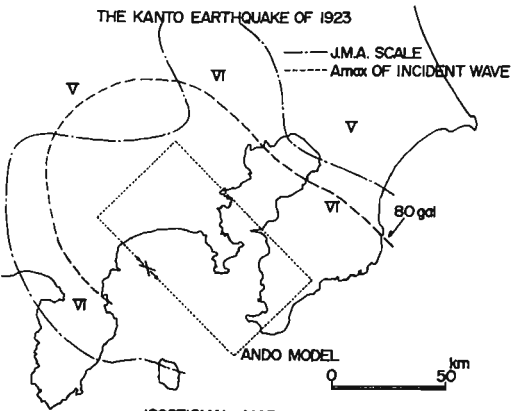 THE KANTO EARTHQUAKE OF 1923
J.M.A. SCALE
Amax OF INCIDENT WAVE
VI
V
V
VI
80 gal
VI
ANDO MODEL
km
0 50